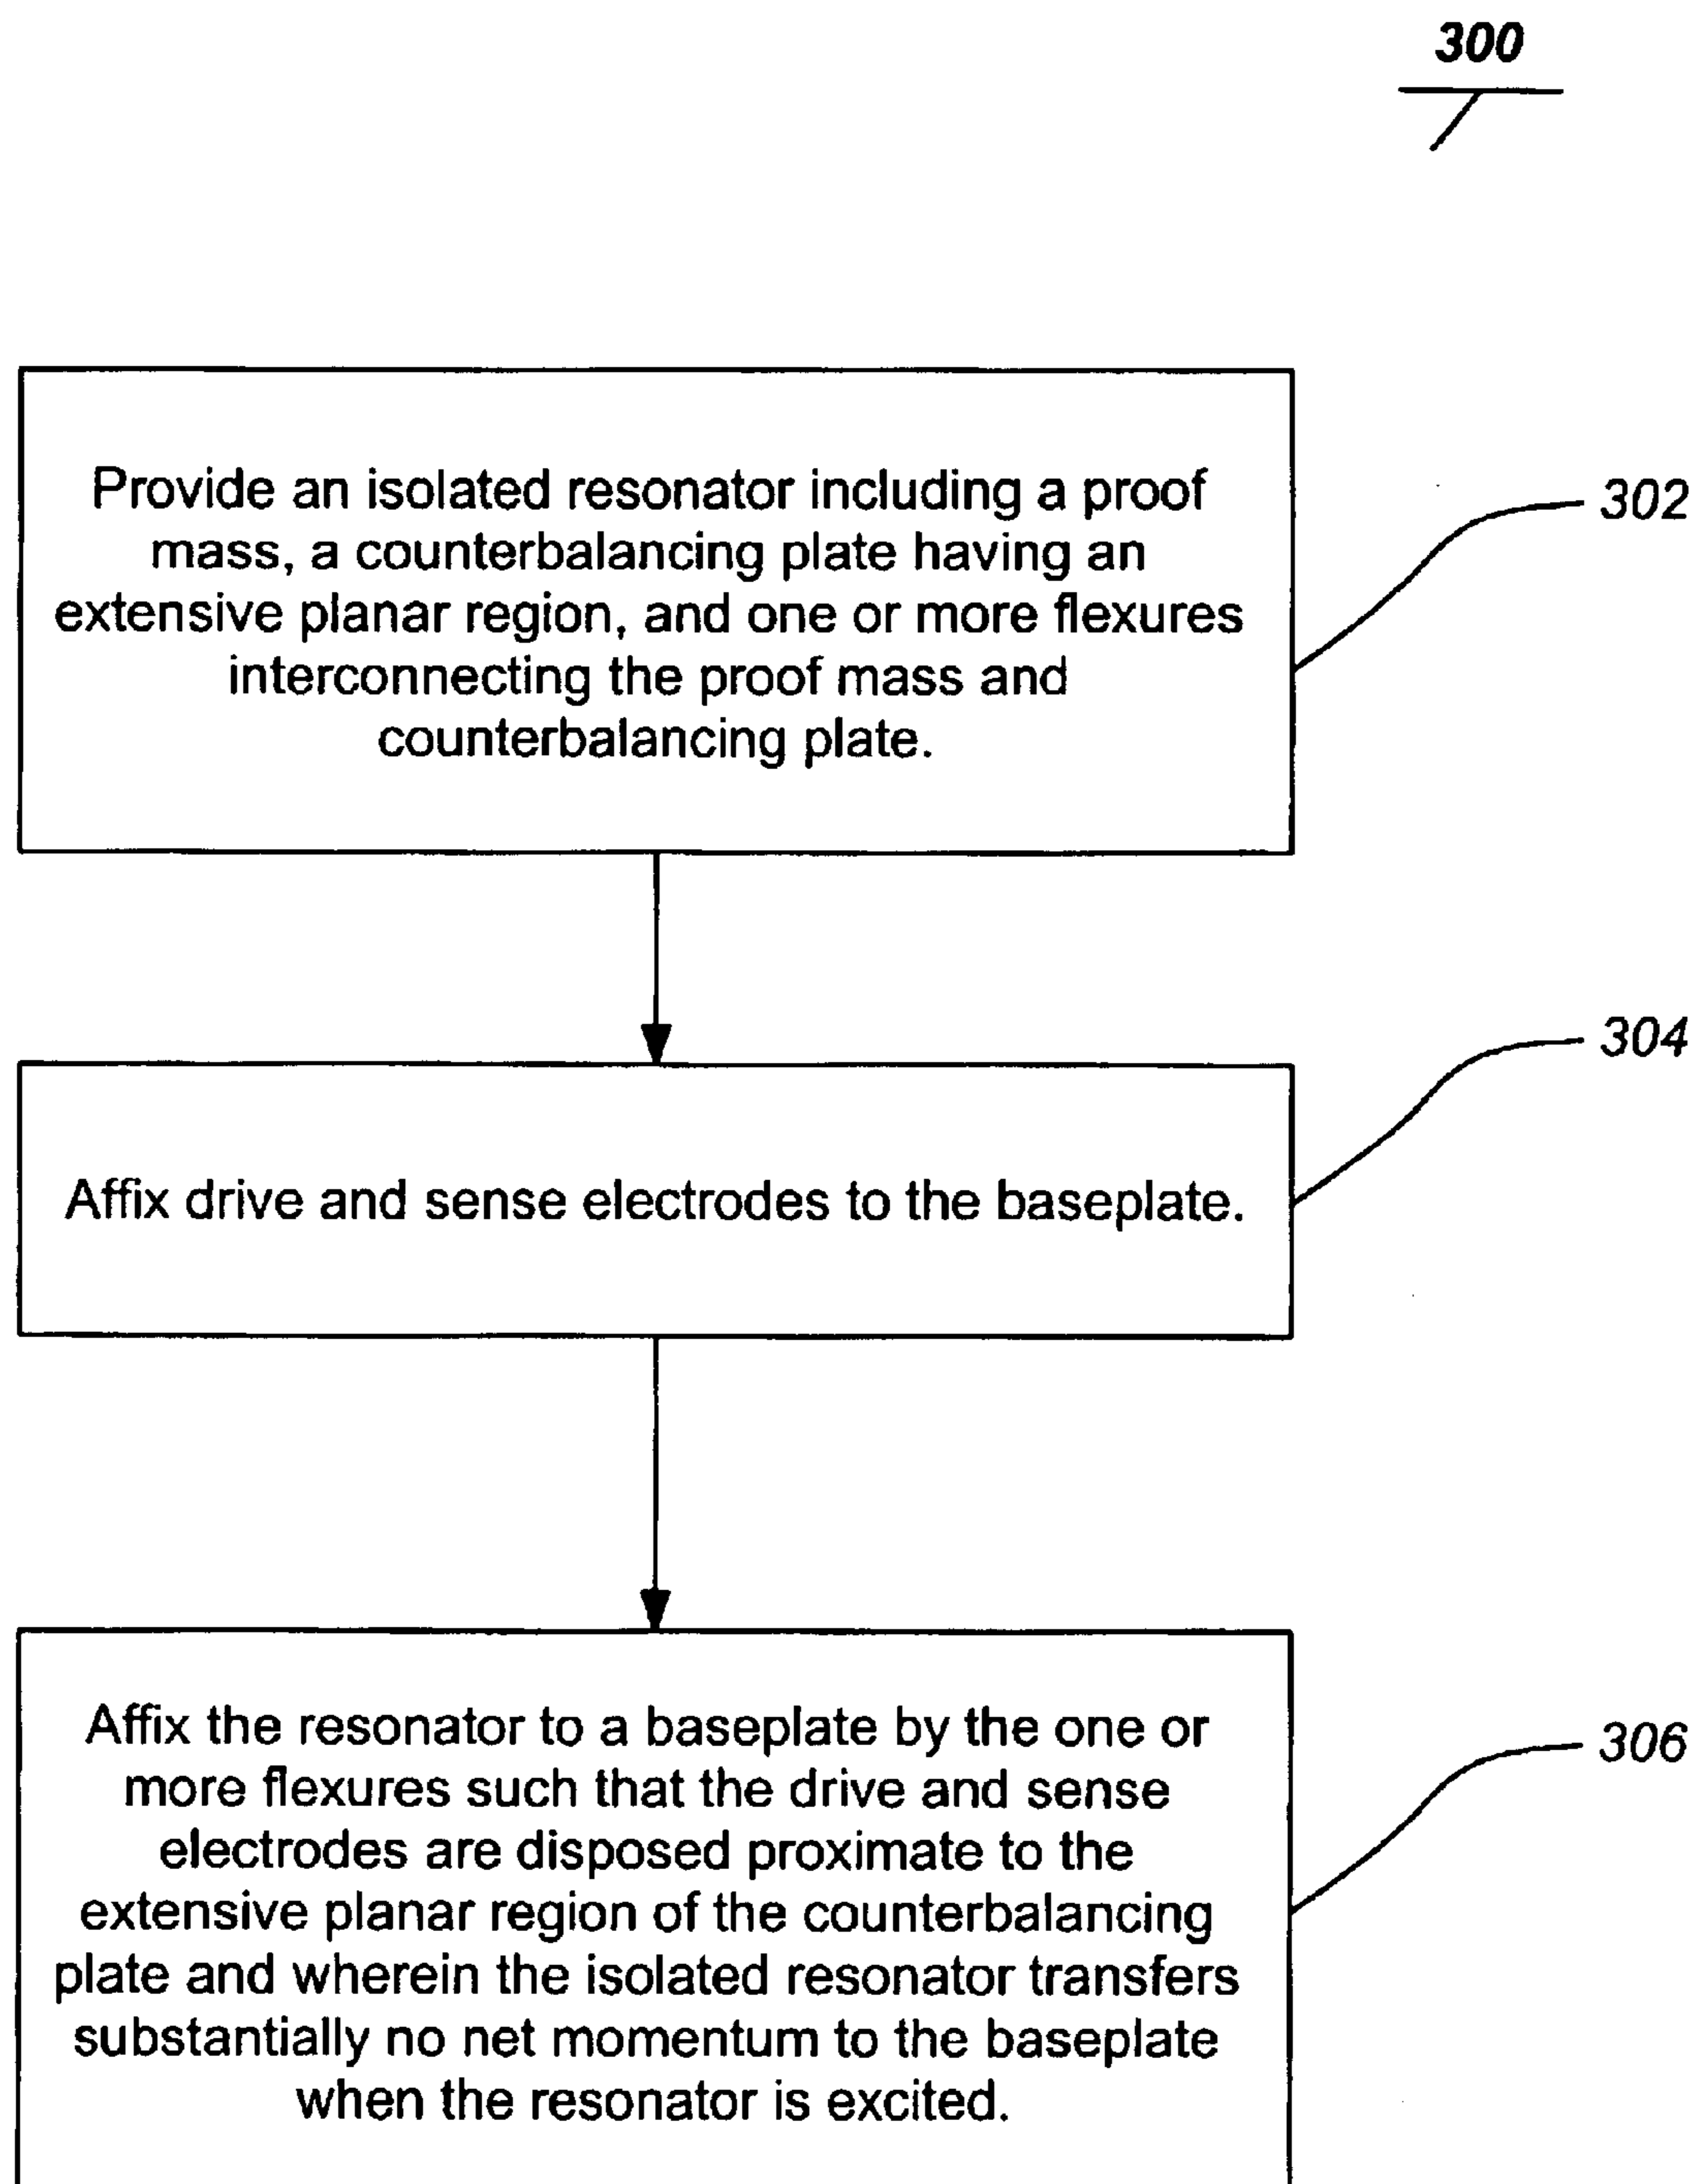 300
Provide an isolated resonator including a proof
mass, a counterbalancing plate having an
extensive planar region, and one or more flexures
interconnecting the proof mass and
counterbalancing plate.
302
Affix drive and sense electrodes to the baseplate.
304
Affix the resonator to a baseplate by the one or
more flexures such that the drive and sense
electrodes are disposed proximate to the
extensive planar region of the counterbalancing
plate and wherein the isolated resonator transfers
substantially no net momentum to the baseplate
when the resonator is excited.
306